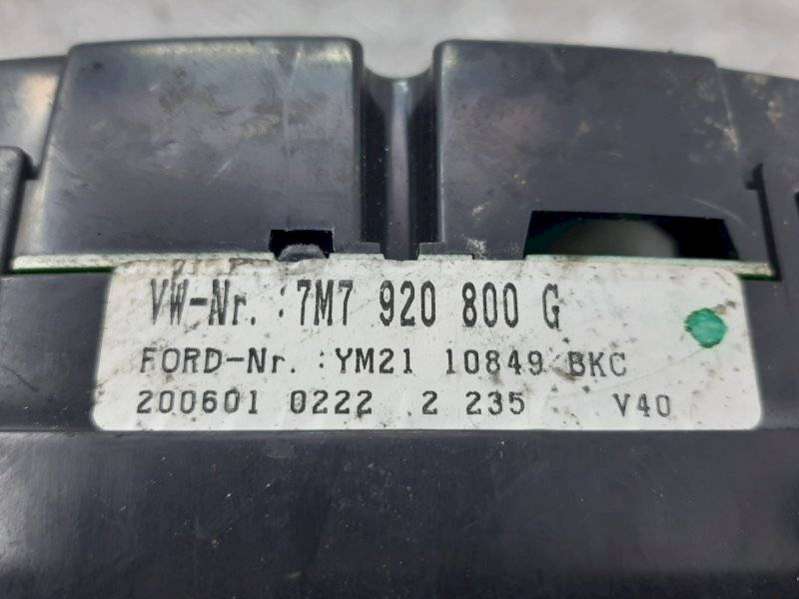 VW-Nr. :7M7 920 800 G
FORD-Nr. :YM21 10849 BKC
200601 0222 2 235 V40